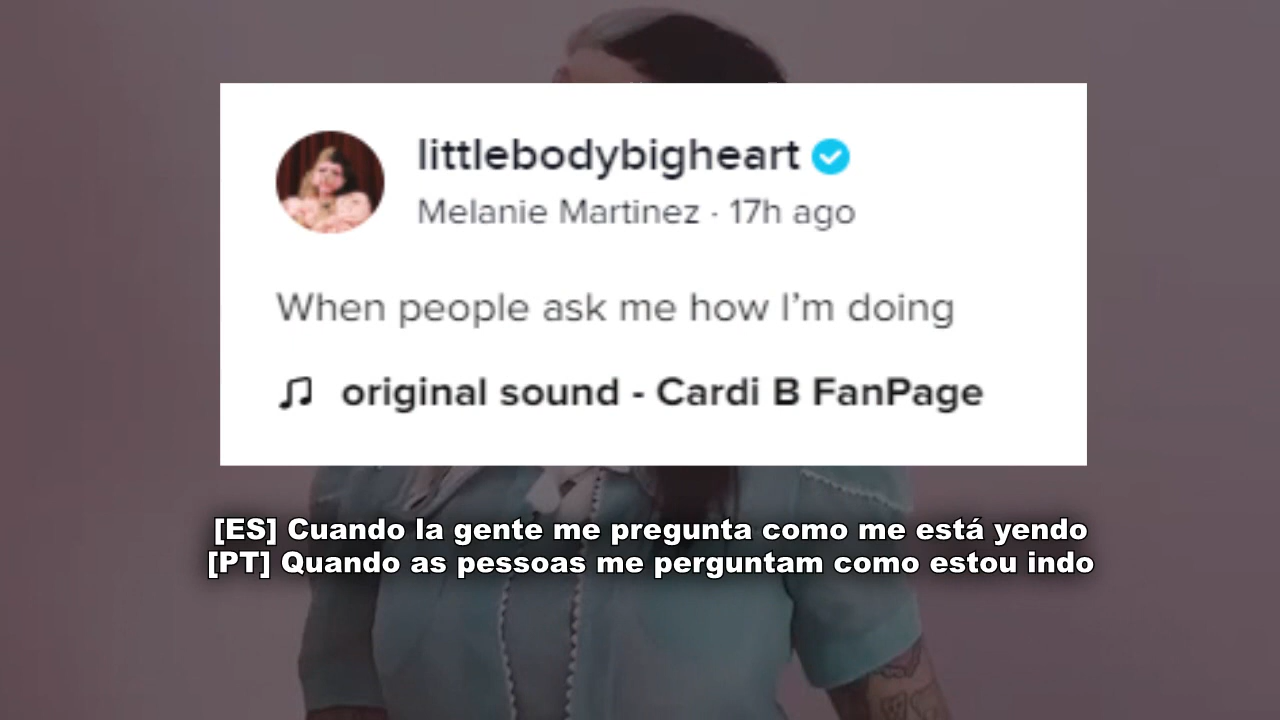 littlebodybigheart
Melanie Martinez · 17h ago
When people ask me how I’m doing
original sound - Cardi B FanPage
[ES] Cuando la gente me pregunta como me está yendo
[PT] Quando as pessoas me perguntam como estou indo